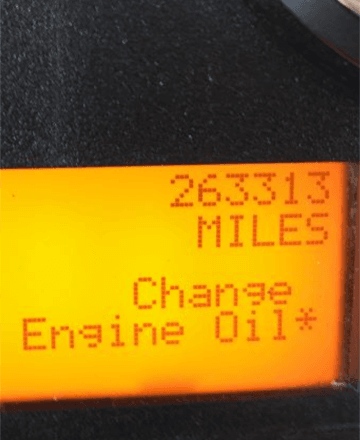 263313
MILES
Change
Engine Oil*